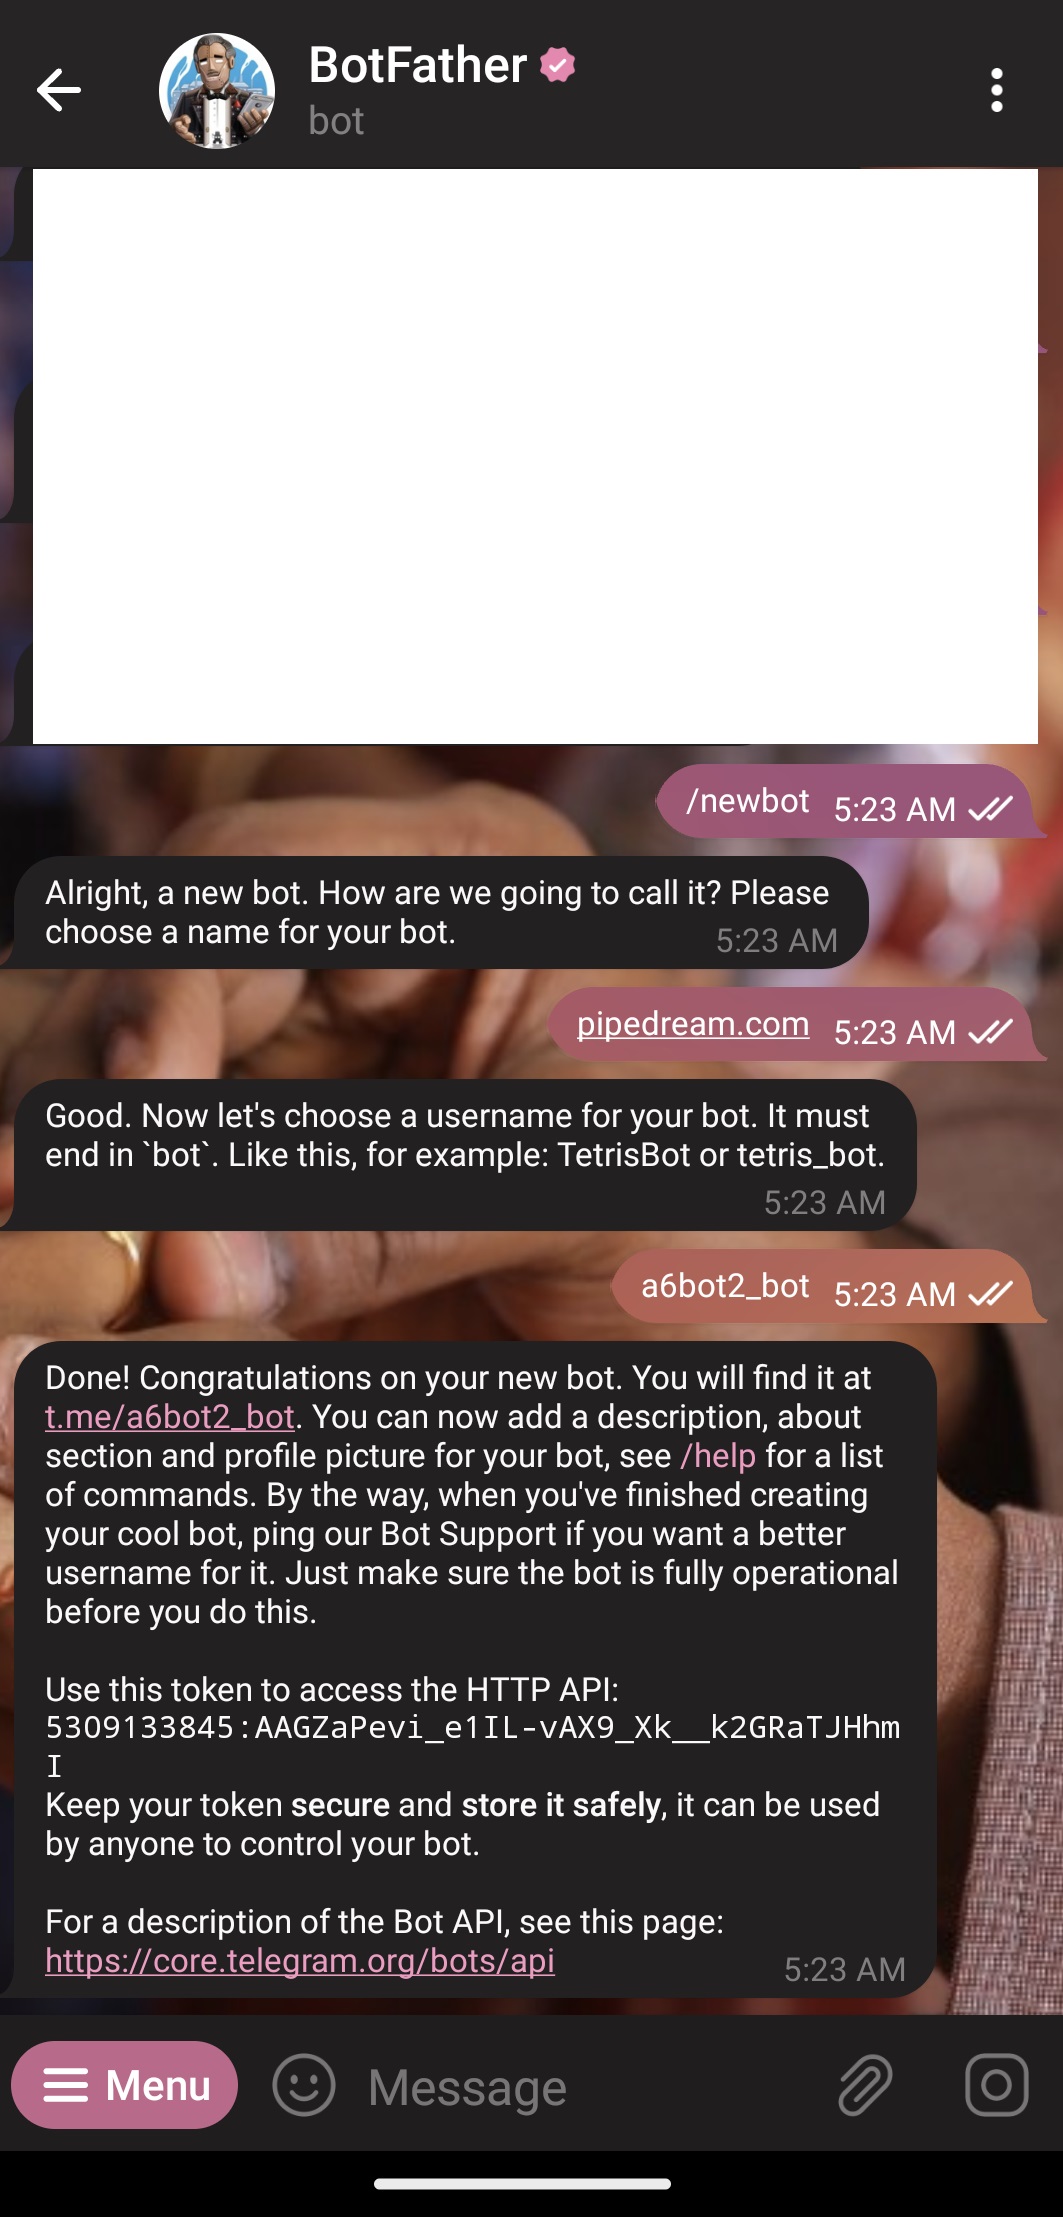 BotFather
bot
/newbot 5:23 AM
Alright, a new bot. How are we going to call it? Please
choose a name for your bot. 5:23 AM
pipedream.com 5:23 AM
Good. Now let's choose a username for your bot. It must
end in `bot`. Like this, for example: TetrisBot or tetris_bot.
5:23 AM
a6bot2_bot 5:23 AM
Done! Congratulations on your new bot. You will find it at
t.me/a6bot2_bot. You can now add a description, about
section and profile picture for your bot, see /help for a list
of commands. By the way, when you've finished creating
your cool bot, ping our Bot Support if you want a better
username for it. Just make sure the bot is fully operational
before you do this.
Use this token to access the HTTP API:
5309133845:AAGZaPevi_e1IL-vAX9_Xk__k2GRaTJHhm
I
Keep your token secure and store it safely, it can be used
by anyone to control your bot.
For a description of the Bot API, see this page:
https://core.telegram.org/bots/api 5:23 AM
Menu Message